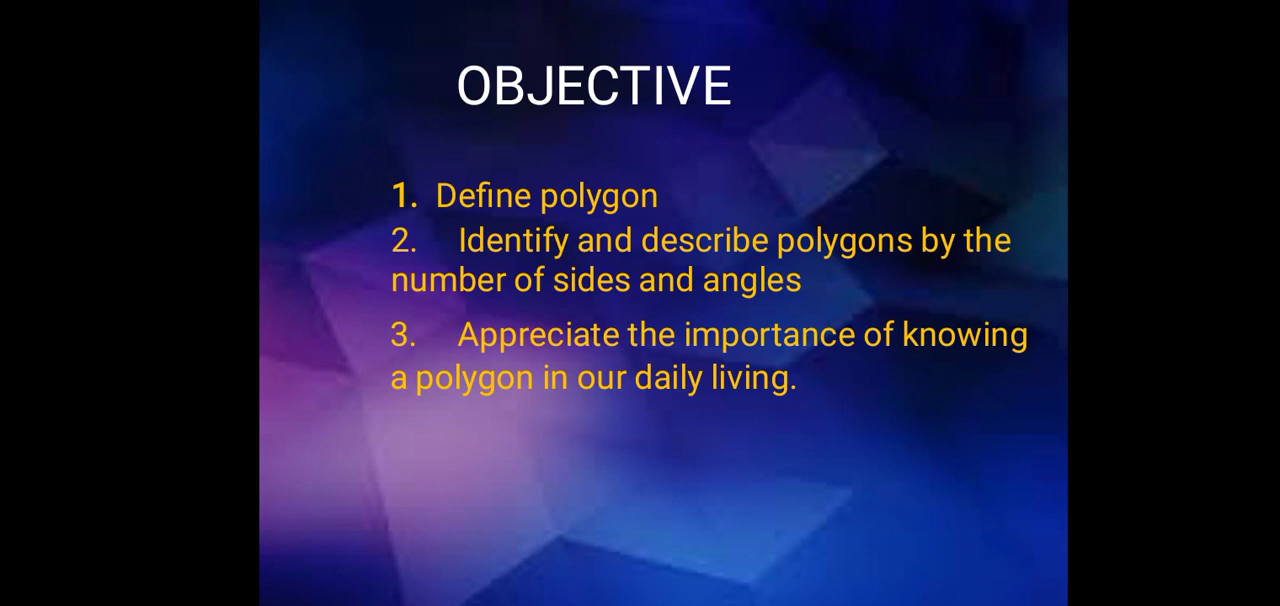 OBJECTIVE
1. Define polygon
2. Identify and describe polygons by the
number of sides and angles
3. Appreciate the importance of knowing
a polygon in our daily living.